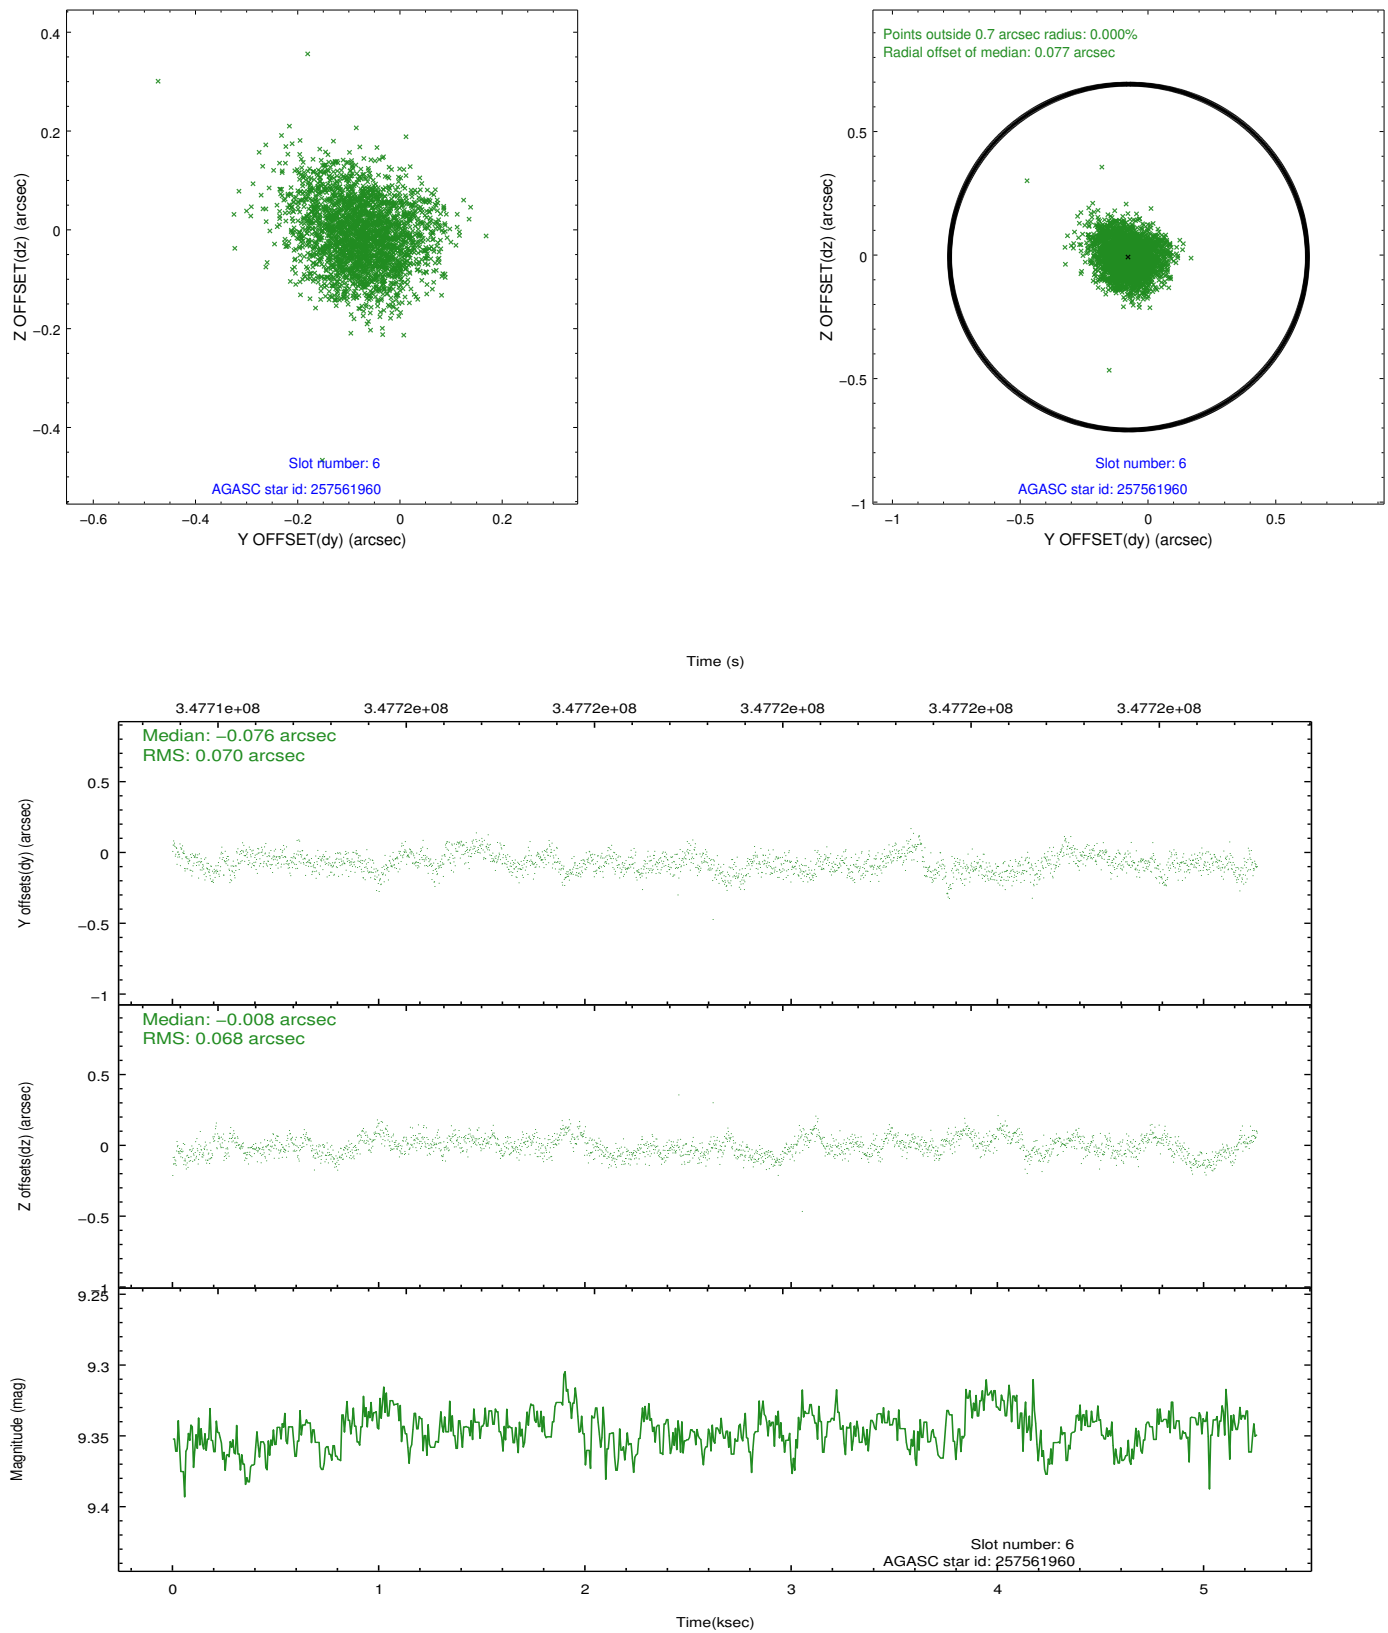 0.4
0.2
0
−0.2
−0.4
Z OFFSET(dz) (arcsec)
Slot number: 6
AGASC star id: 257561960
−0.6
−0.4
−0.2
0
0.2
Y OFFSET(dy) (arcsec)
Points outside 0.7 arcsec radius: 0.000%
Radial offset of median: 0.077 arcsec
0.5
0
−0.5
−1
Z OFFSET(dz) (arcsec)
Slot number: 6
AGASC star id: 257561960
−1
−0.5
0
0.5
Y OFFSET(dy) (arcsec)
Time (s)
3.4771e+08
3.4772e+08
3.4772e+08
3.4772e+08
3.4772e+08
3.4772e+08
Median: −0.076 arcsec
RMS: 0.070 arcsec
0.5
0
−0.5
−1
Y offsets(dy) (arcsec)
Median: −0.008 arcsec
RMS: 0.068 arcsec
0.5
0
−0.5
−1
Z offsets(dz) (arcsec)
9.25
9.3
9.35
9.4
Magnitude (mag)
Slot number: 6
AGASC star id: 257561960
0
1
2
3
4
5
Time(ksec)